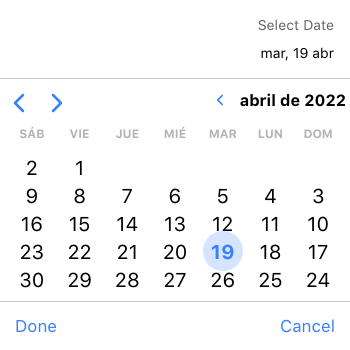 Select Date
mar, 19 abr
abril de 2022
SÁB VIE JUE MIÉ MAR LUN DOM
2 1
9 8 7 6 5 4 3
16 15 14 13 12 11 10
23 22 21 20 19 18 17
30 29 28 27 26 25 24
Done Cancel